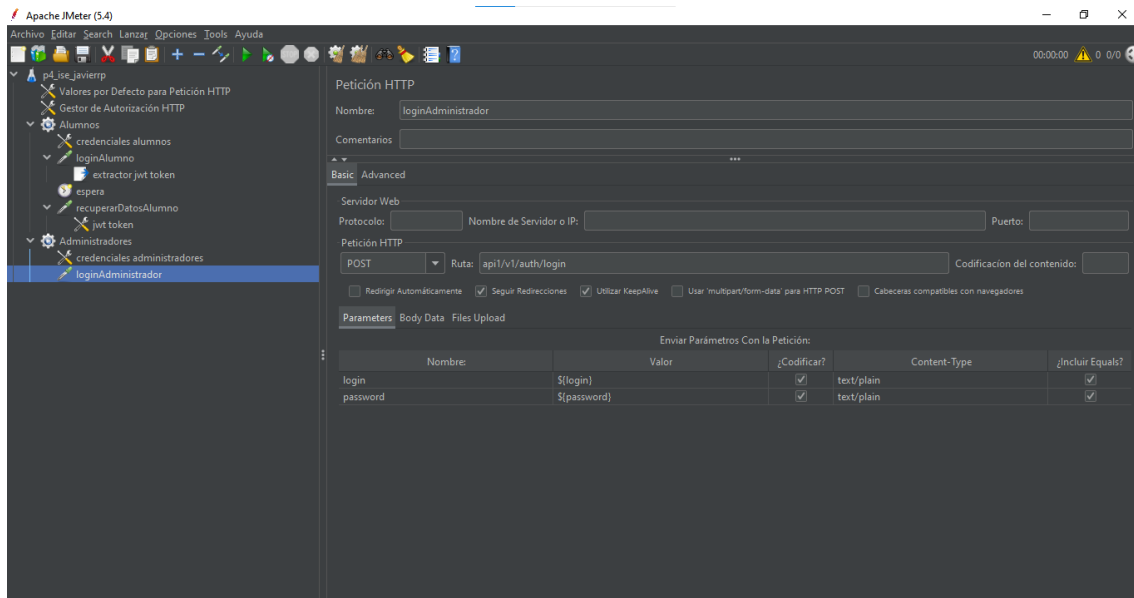 Apache JMeter (5.4)
Archivo Editar Search Lanzar Opciones Tools Ayuda
00:00:00 0 0/0
p4_ise_javierrp
Valores por Defecto para Petición HTTP
Gestor de Autorización HTTP
Alumnos
credenciales alumnos
loginAlumno
extractor jwt token
espera
recuperarDatosAlumno
jwt token
Administradores
credenciales administradores
loginAdministrador
Petición HTTP
Nombre: loginAdministrador
Comentarios
Basic Advanced
Servidor Web
Protocolo: Nombre de Servidor o IP: Puerto:
Petición HTTP
POST Ruta: api1/v1/auth/login Codificacíon del contenido:
Redirigir Automáticamente Seguir Redirecciones Utilizar KeepAlive Usar 'multipart/form-data' para HTTP POST Cabeceras compatibles con navegadores
Parameters Body Data Files Upload
Enviar Parámetros Con la Petición:
Nombre: Valor ¿Codificar? Content-Type ¿Incluir Equals?
login ${login} text/plain
password ${password} text/plain